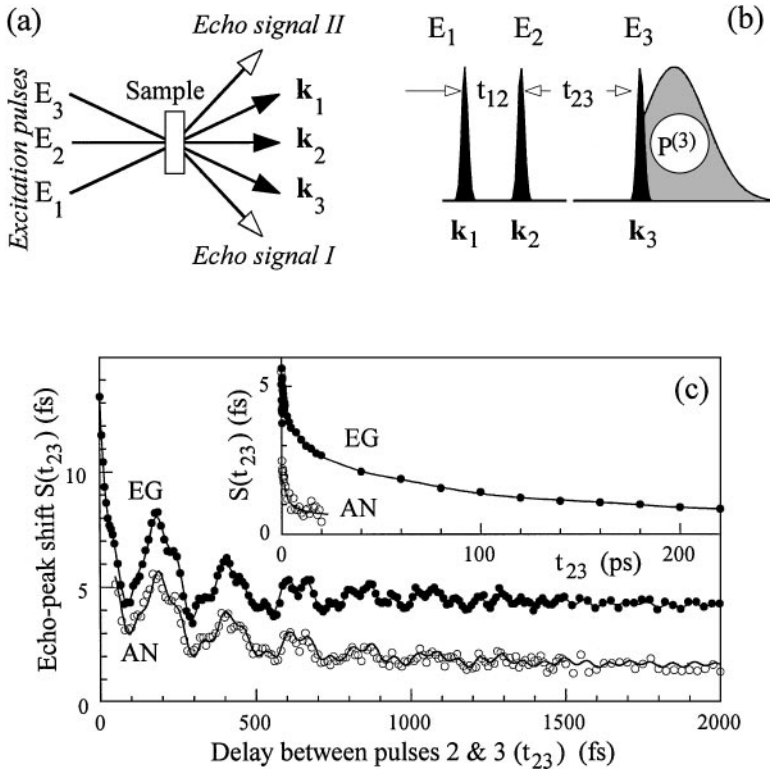 (a)
Echo signal II
Excitation pulses
E3
E2
E1
Sample
k1
k2
k3
Echo signal I
(b)
E1
E2
E3
t12
t23
P(3)
k1
k2
k3
(c)
Echo-peak shift S(t23) (fs)
10
5
0
EG
AN
S(t23) (fs)
5
0
EG
AN
0
100
200
t23 (ps)
0
500
1000
1500
2000
Delay between pulses 2 & 3 (t23) (fs)